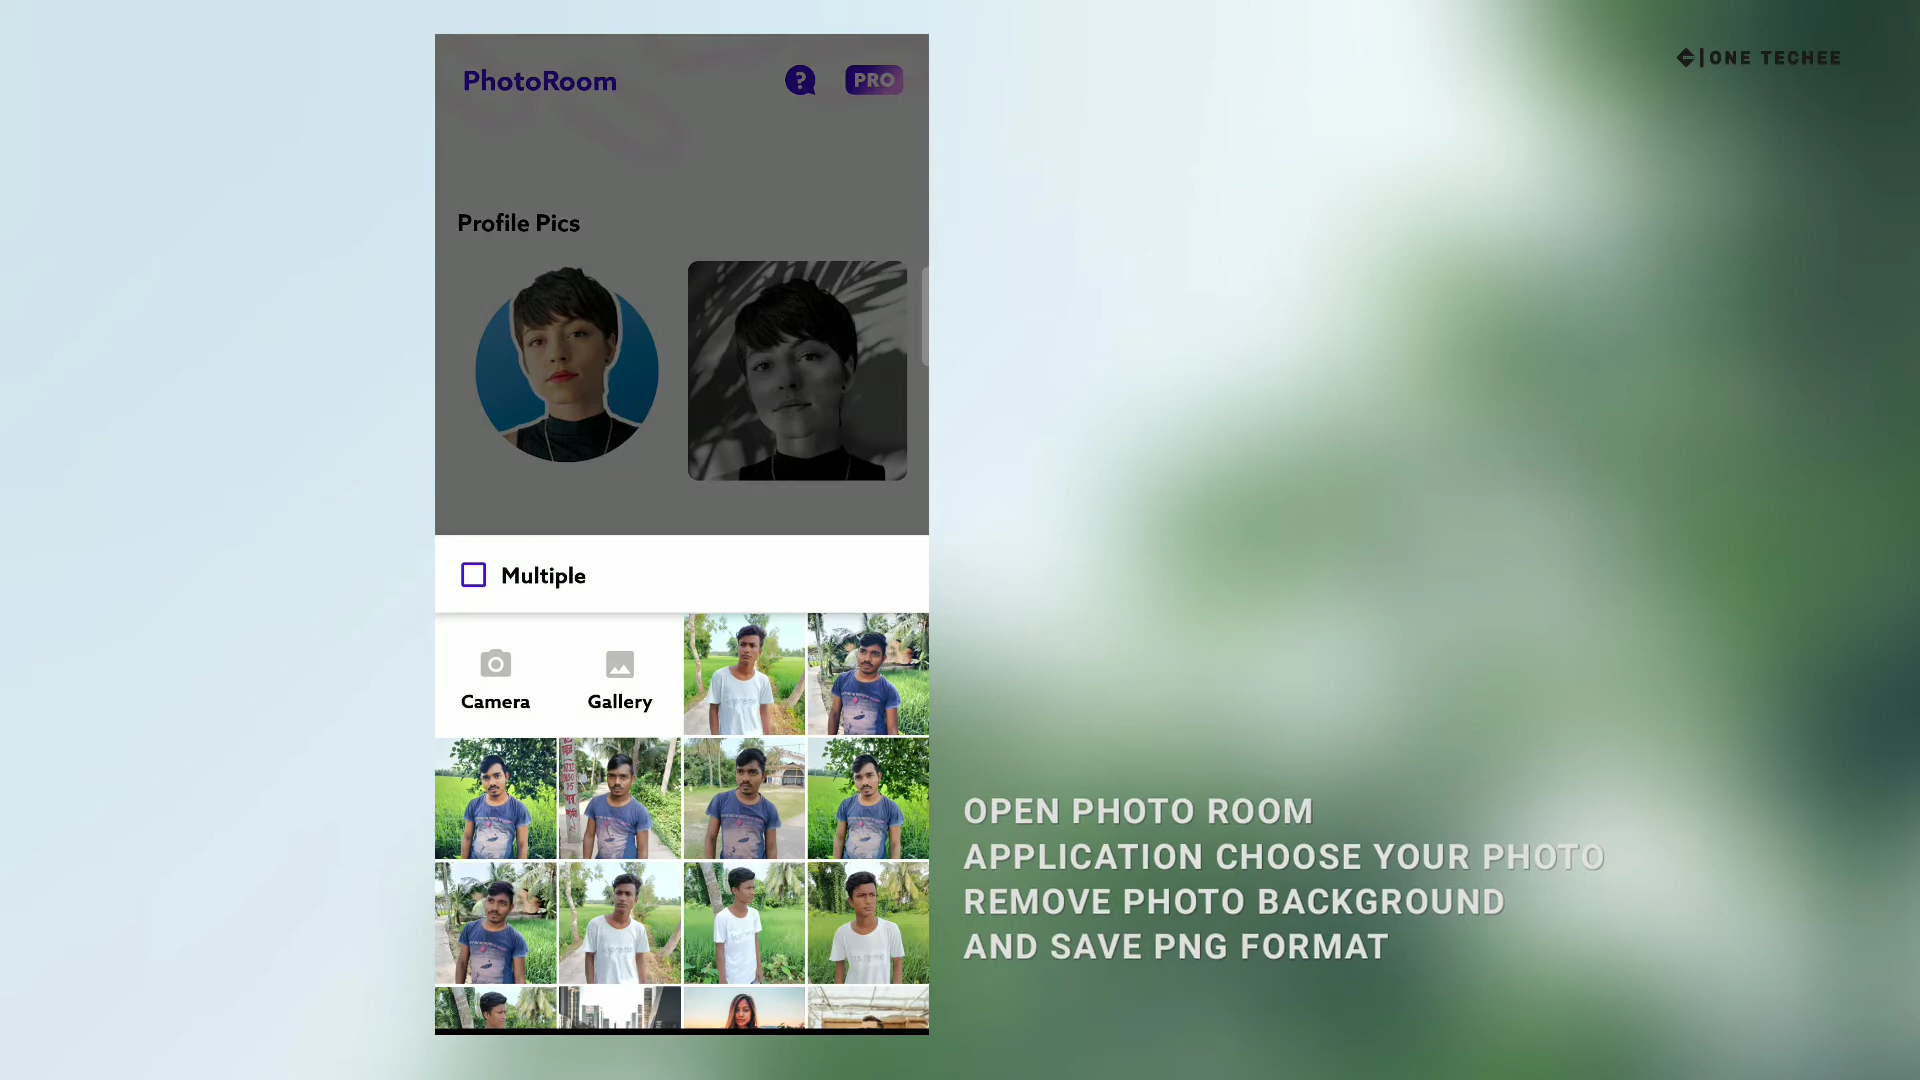 ONE TECHEE
PhotoRoom
?
PRO
Profile Pics
Multiple
Camera
Gallery
OPEN PHOTO ROOM
APPLICATION CHOOSE YOUR PHOTO
REMOVE PHOTO BACKGROUND
AND SAVE PNG FORMAT